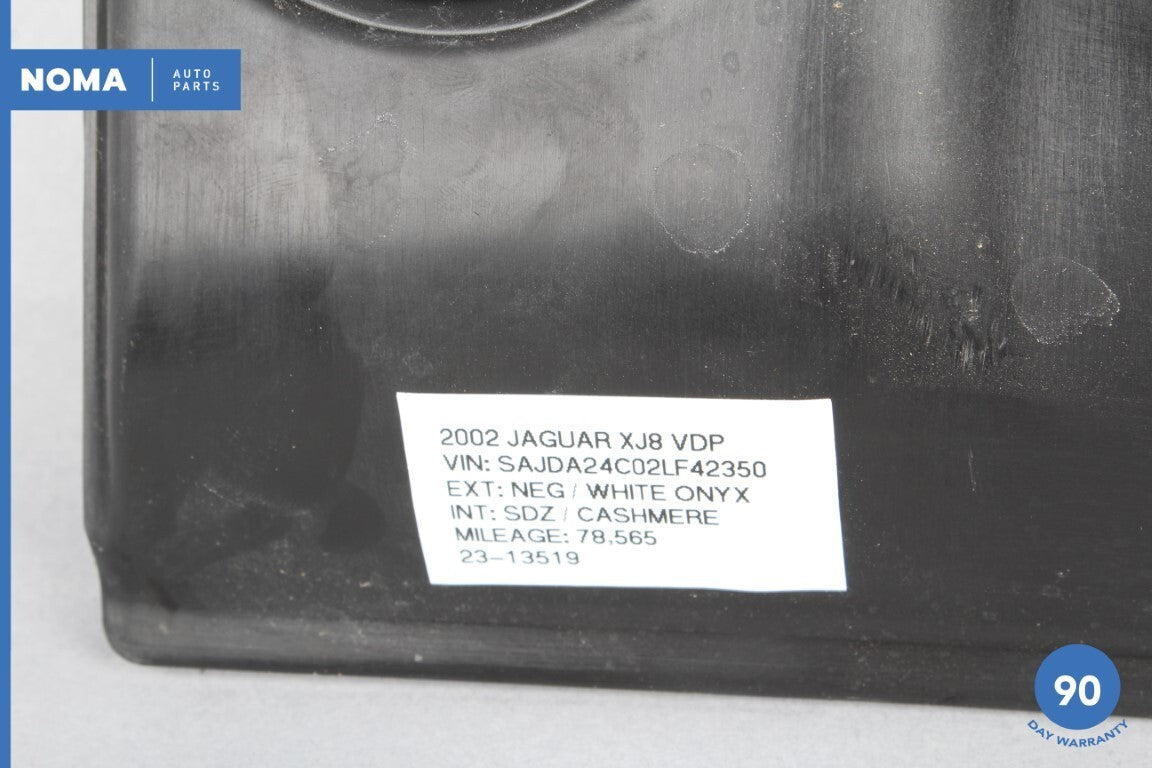 NOMA AUTO PARTS
2002 JAGUAR XJ8 VDP
VIN: SAJDA24C02LF42350
EXT: NEG / WHITE ONYX
INT: SDZ / CASHMERE
MILEAGE: 78,565
23-13519
90
DAY WARRANTY